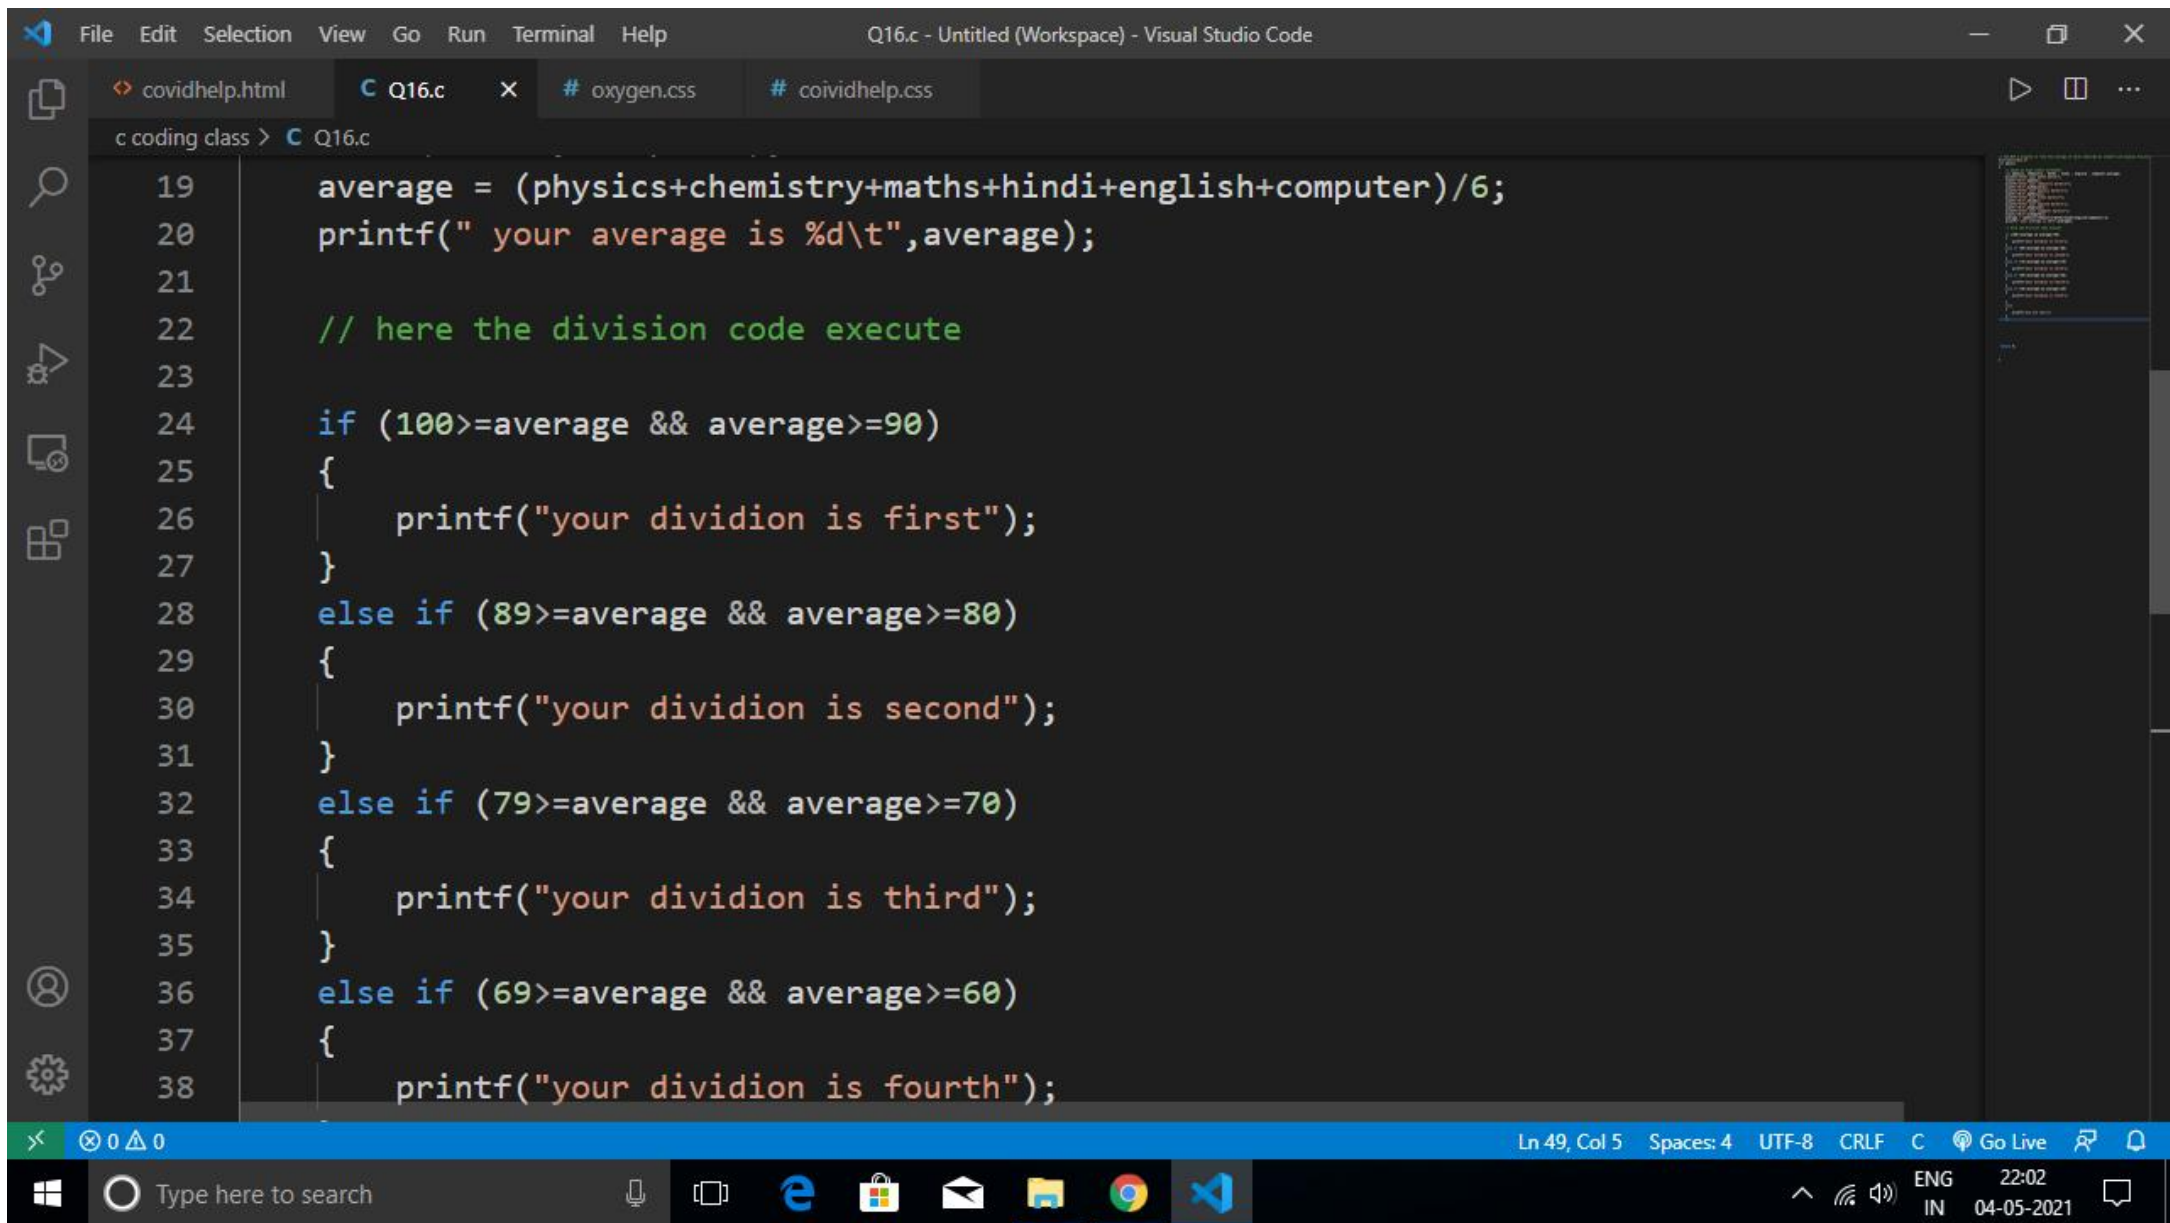 File Edit Selection View Go Run Terminal Help Q16.c - Untitled (Workspace) - Visual Studio Code
covidhelp.html C Q16.c # oxygen.css # coividhelp.css
c coding class > C Q16.c
19 average = (physics+chemistry+maths+hindi+english+computer)/6;
20 printf(" your average is %d\t",average);
21
22 // here the division code execute
23
24 if (100>=average && average>=90)
25 {
26 printf("your dividion is first");
27 }
28 else if (89>=average && average>=80)
29 {
30 printf("your dividion is second");
31 }
32 else if (79>=average && average>=70)
33 {
34 printf("your dividion is third");
35 }
36 else if (69>=average && average>=60)
37 {
38 printf("your dividion is fourth");
0 0 Ln 49, Col 5 Spaces: 4 UTF-8 CRLF C Go Live
Type here to search
ENG 22:02
IN 04-05-2021